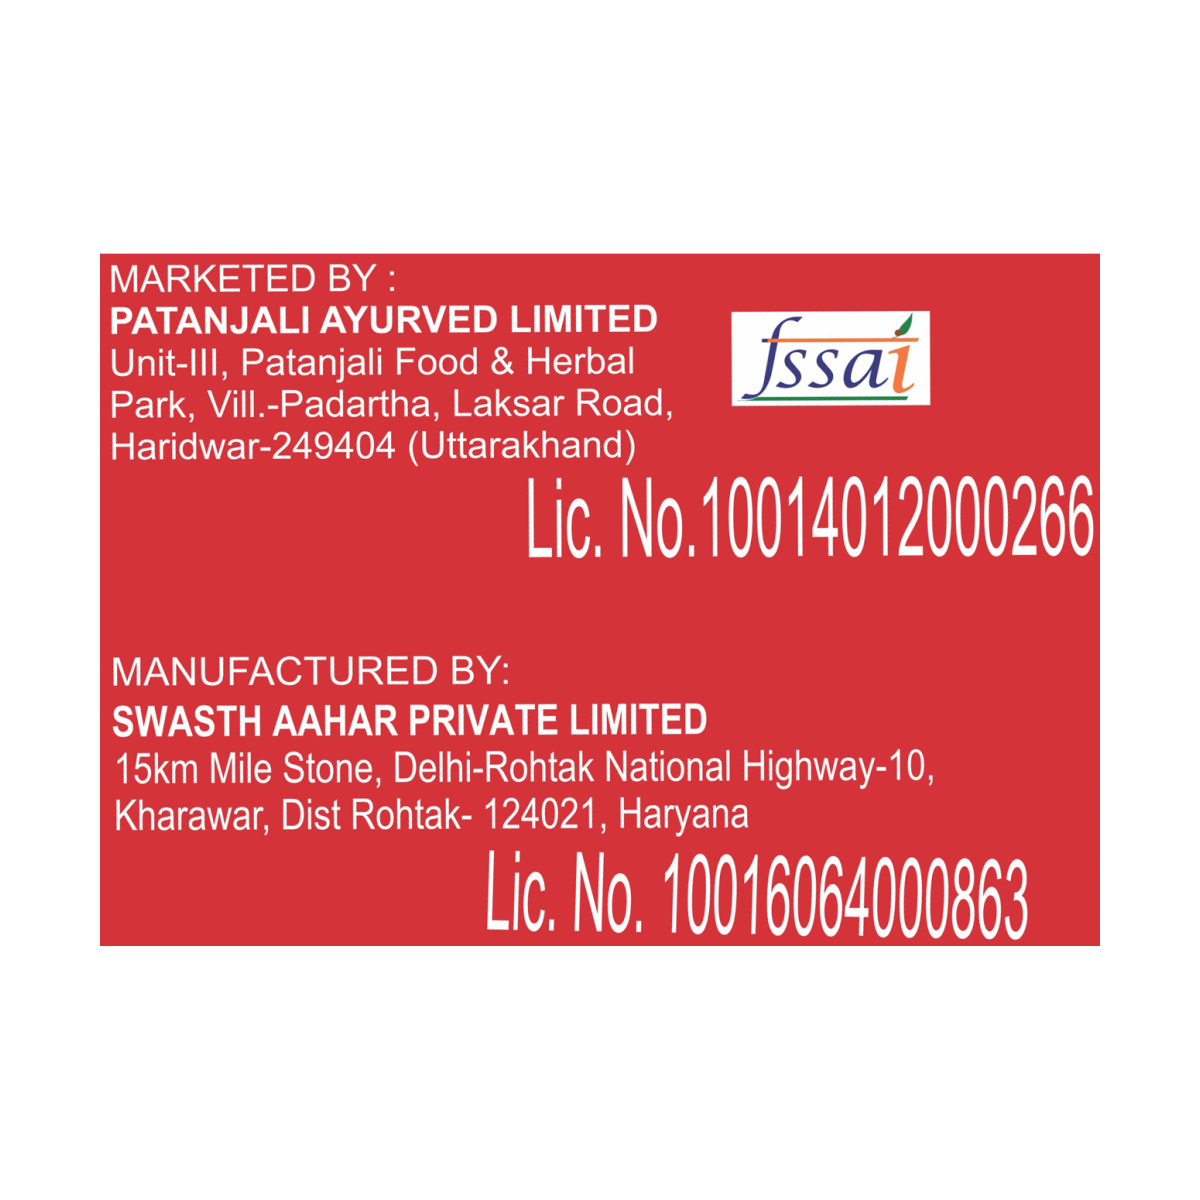 MARKETED BY :
PATANJALI AYURVED LIMITED
Unit-III, Patanjali Food & Herbal
Park, Vill.-Padartha, Laksar Road,
Haridwar-249404 (Uttarakhand)
fssai
Lic. No.10014012000266
MANUFACTURED BY:
SWASTH AAHAR PRIVATE LIMITED
15km Mile Stone, Delhi-Rohtak National Highway-10,
Kharawar, Dist Rohtak- 124021, Haryana
Lic. No. 10016064000863